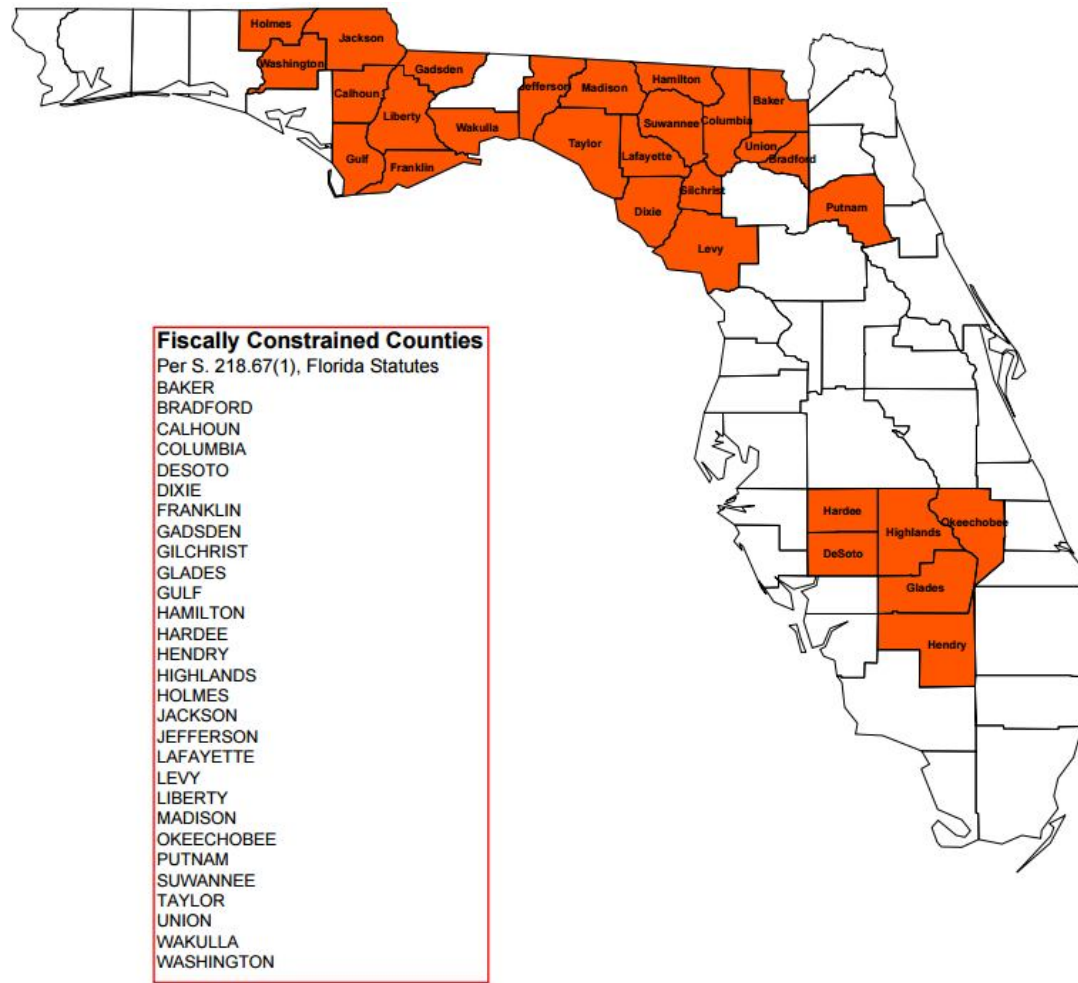 Holmes
Jackson
Washington
Gadsden
Calhoun
Liberty
Wakulla
Gulf
Franklin
Jefferson
Madison
Hamilton
Taylor
Suwannee
Columbia
Baker
Lafayette
Union
Bradford
Gilchrist
Dixie
Levy
Putnam
Fiscally Constrained Counties
Per S. 218.67(1), Florida Statutes
BAKER
BRADFORD
CALHOUN
COLUMBIA
DESOTO
DIXIE
FRANKLIN
GADSDEN
GILCHRIST
GLADES
GULF
HAMILTON
HARDEE
HENDRY
HIGHLANDS
HOLMES
JACKSON
JEFFERSON
LAFAYETTE
LEVY
LIBERTY
MADISON
OKEECHOBEE
PUTNAM
SUWANNEE
TAYLOR
UNION
WAKULLA
WASHINGTON
Hardee
Highlands
Okeechobee
DeSoto
Glades
Hendry